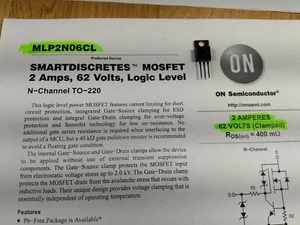 MLP2N06CL
Preferred Device
SMARTDISCRETES™ MOSFET
2 Amps, 62 Volts, Logic Level
N-Channel TO-220
This logic level power MOSFET features current limiting for short
circuit protection, integrated Gate-Source clamping for ESD
protection and integral Gate-Drain clamping for over-voltage
protection and Sensefet technology for low on-resistance. No
additional gate series resistance is required when interfacing to the
output of a MCU, but a 40 kΩ gate pulldown resistor is recommended
to avoid a floating gate condition.
The internal Gate-Source and Gate-Drain clamps allow the device
to be applied without use of external transient suppression
components. The Gate-Source clamp protects the MOSFET input
from electrostatic voltage stress up to 2.0 kV. The Gate-Drain clamp
protects the MOSFET drain from the avalanche stress that occurs with
inductive loads. Their unique design provides voltage clamping that is
essentially independent of operating temperature.
Features
• Pb-Free Package is Available*
ON
ON Semiconductor®
http://onsemi.com
2 AMPERES
62 VOLTS (Clamped)
RDS(on) = 400 mΩ
N-Channel
D
R1
G